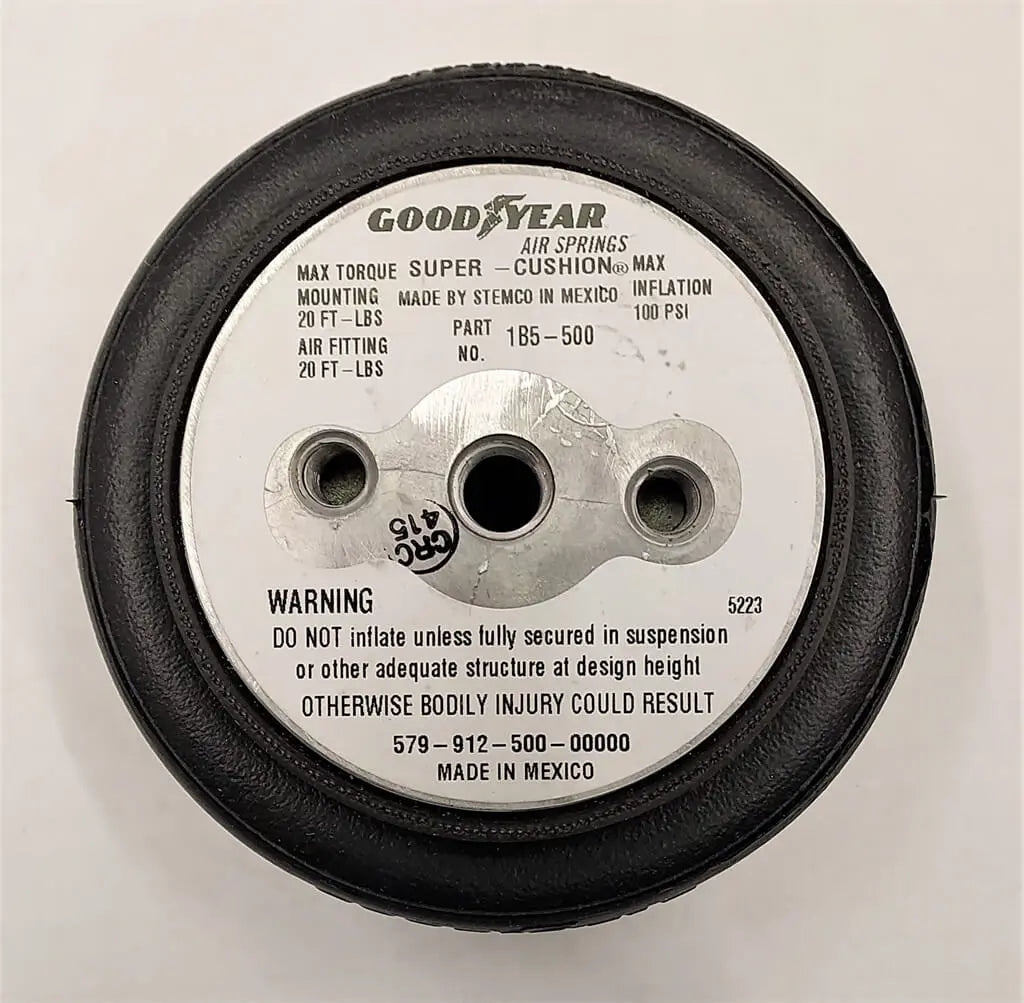 GOODYEAR
AIR SPRINGS
MAX TORQUE SUPER – CUSHION® MAX
MOUNTING MADE BY STEMCO IN MEXICO INFLATION
20 FT–LBS 100 PSI
PART NO. 1B5–500
AIR FITTING
20 FT–LBS
CRC
415
WARNING 5223
DO NOT inflate unless fully secured in suspension
or other adequate structure at design height
OTHERWISE BODILY INJURY COULD RESULT
579–912–500–00000
MADE IN MEXICO